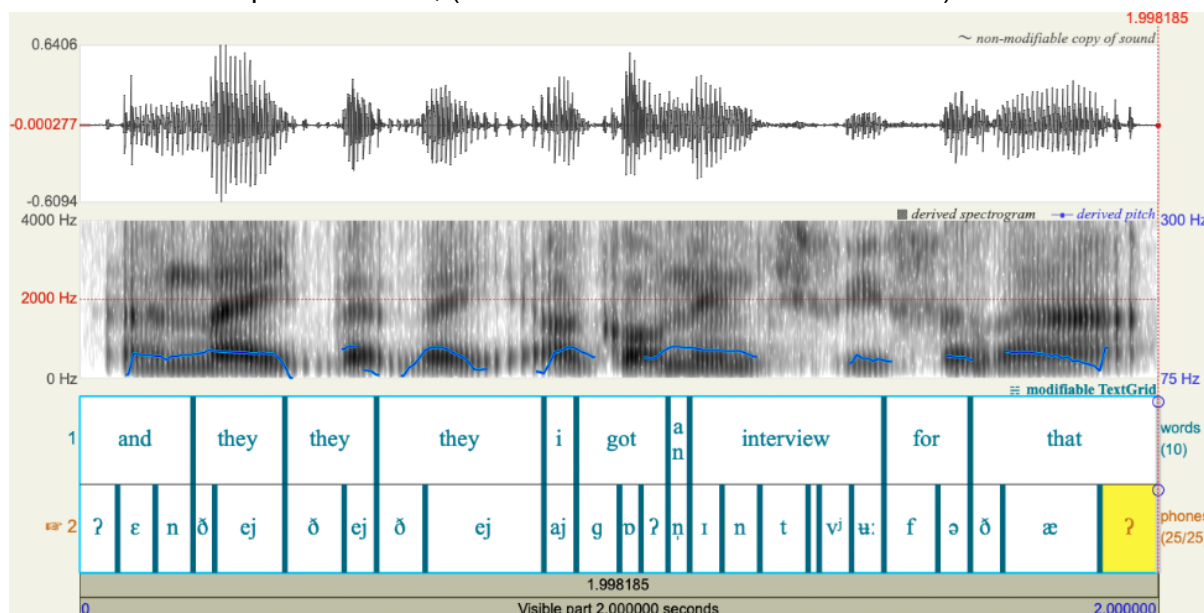 1.998185
0.6406
~ non-modifiable copy of sound
-0.000277
-0.6094
4000 Hz
derived spectrogram
derived pitch
300 Hz
2000 Hz
0 Hz
75 Hz
modifiable TextGrid
1
and they they they i got an interview for that
words
(10)
2
ʔ ɛ n ð ej ð ej ð ej aj ɡ ɒ ʔ n̩ ɪ n t vʲ ʉː f ə ð æ ʔ
phones
(25/25
1.998185
0
Visible part 2.000000 seconds
2.000000